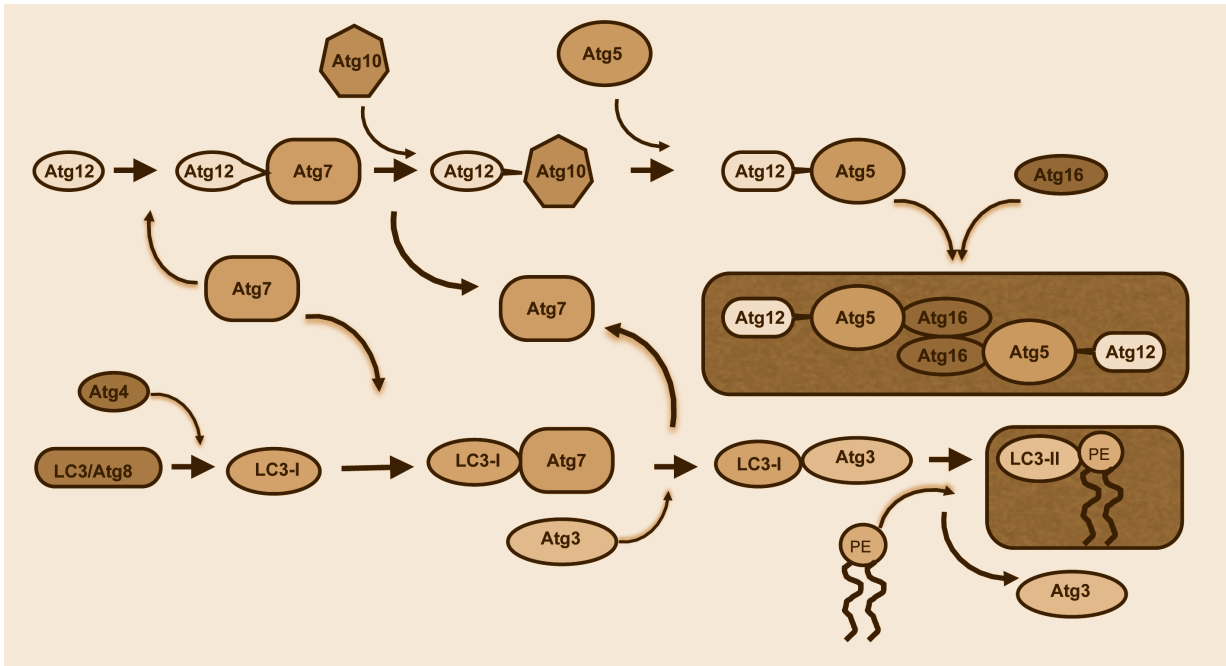 Atg10
Atg5
Atg12
Atg12
Atg7
Atg12
Atg10
Atg12
Atg5
Atg16
Atg7
Atg7
Atg12
Atg5
Atg16
Atg16
Atg5
Atg12
Atg4
LC3/Atg8
LC3-I
LC3-I
Atg7
LC3-I
Atg3
LC3-II
PE
Atg3
PE
Atg3